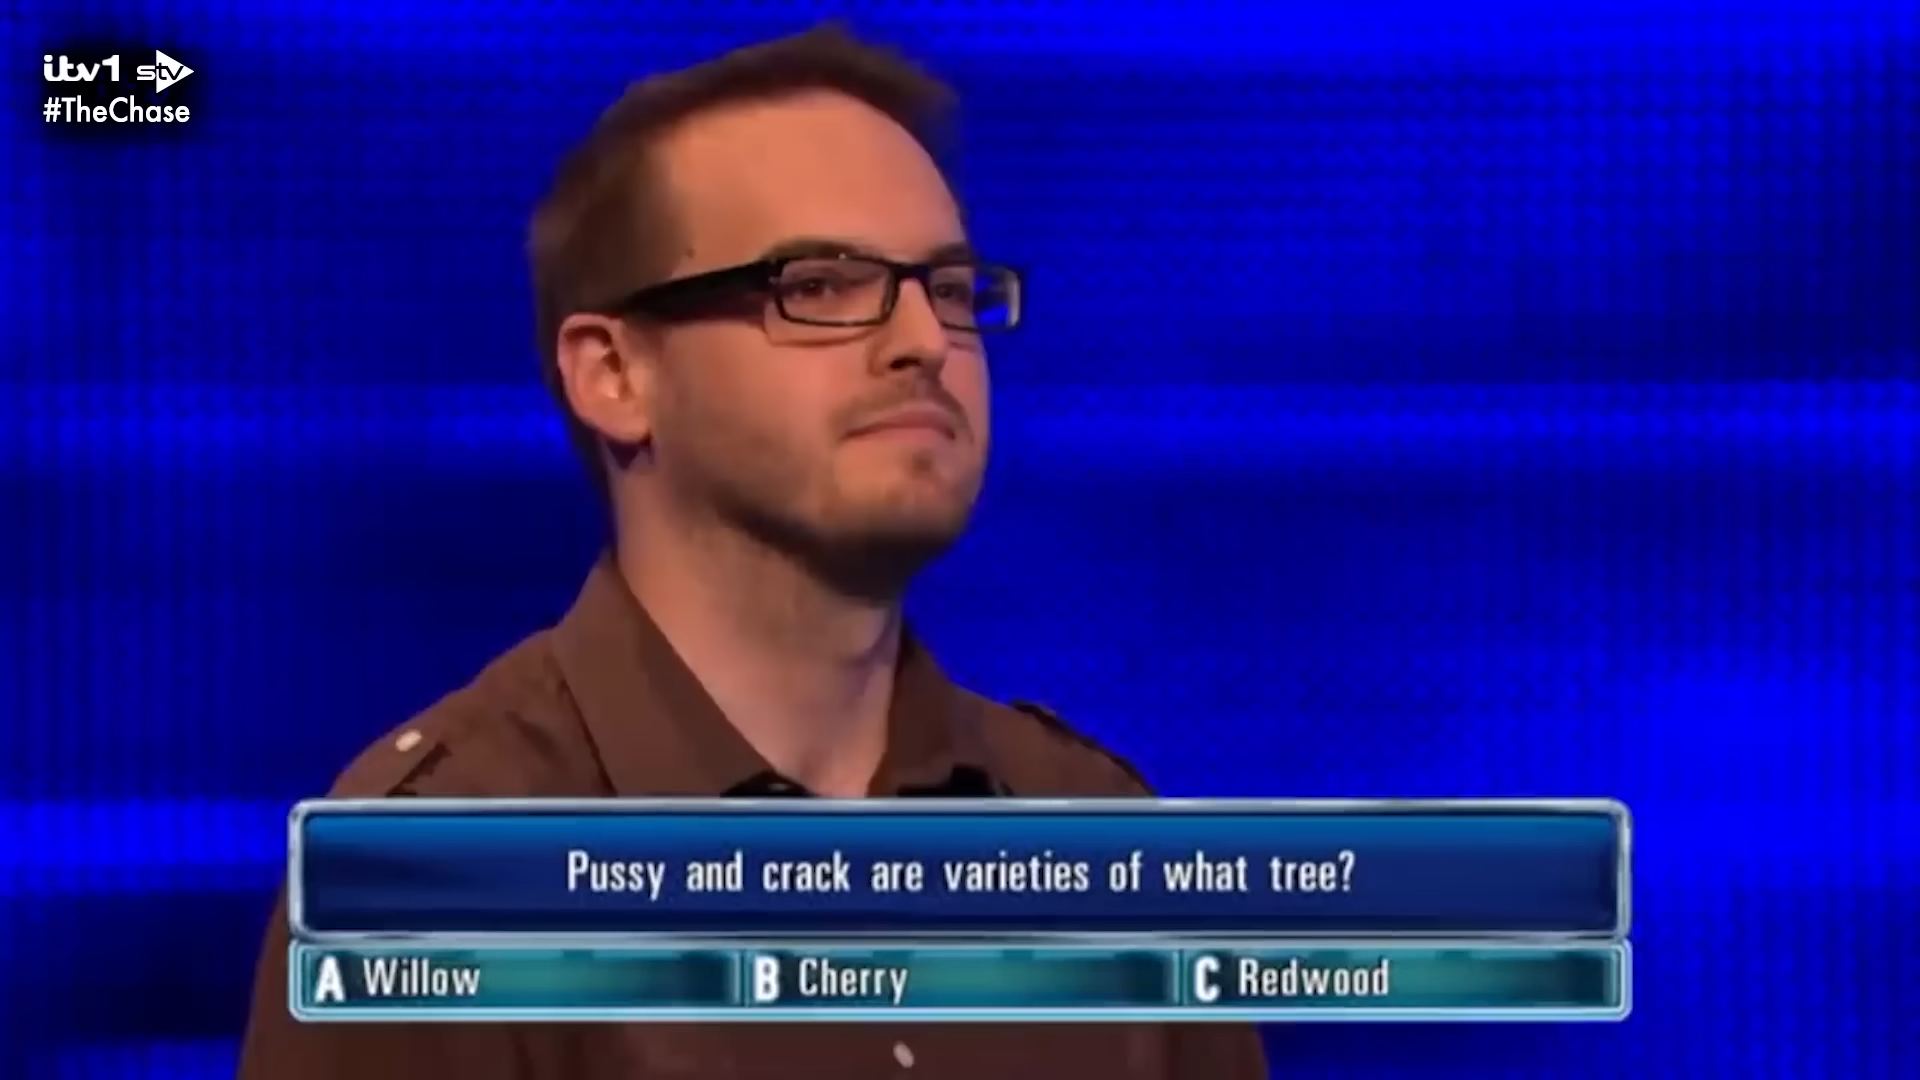 itv1 stv
#TheChase
Pussy and crack are varieties of what tree?
A Willow
B Cherry
C Redwood